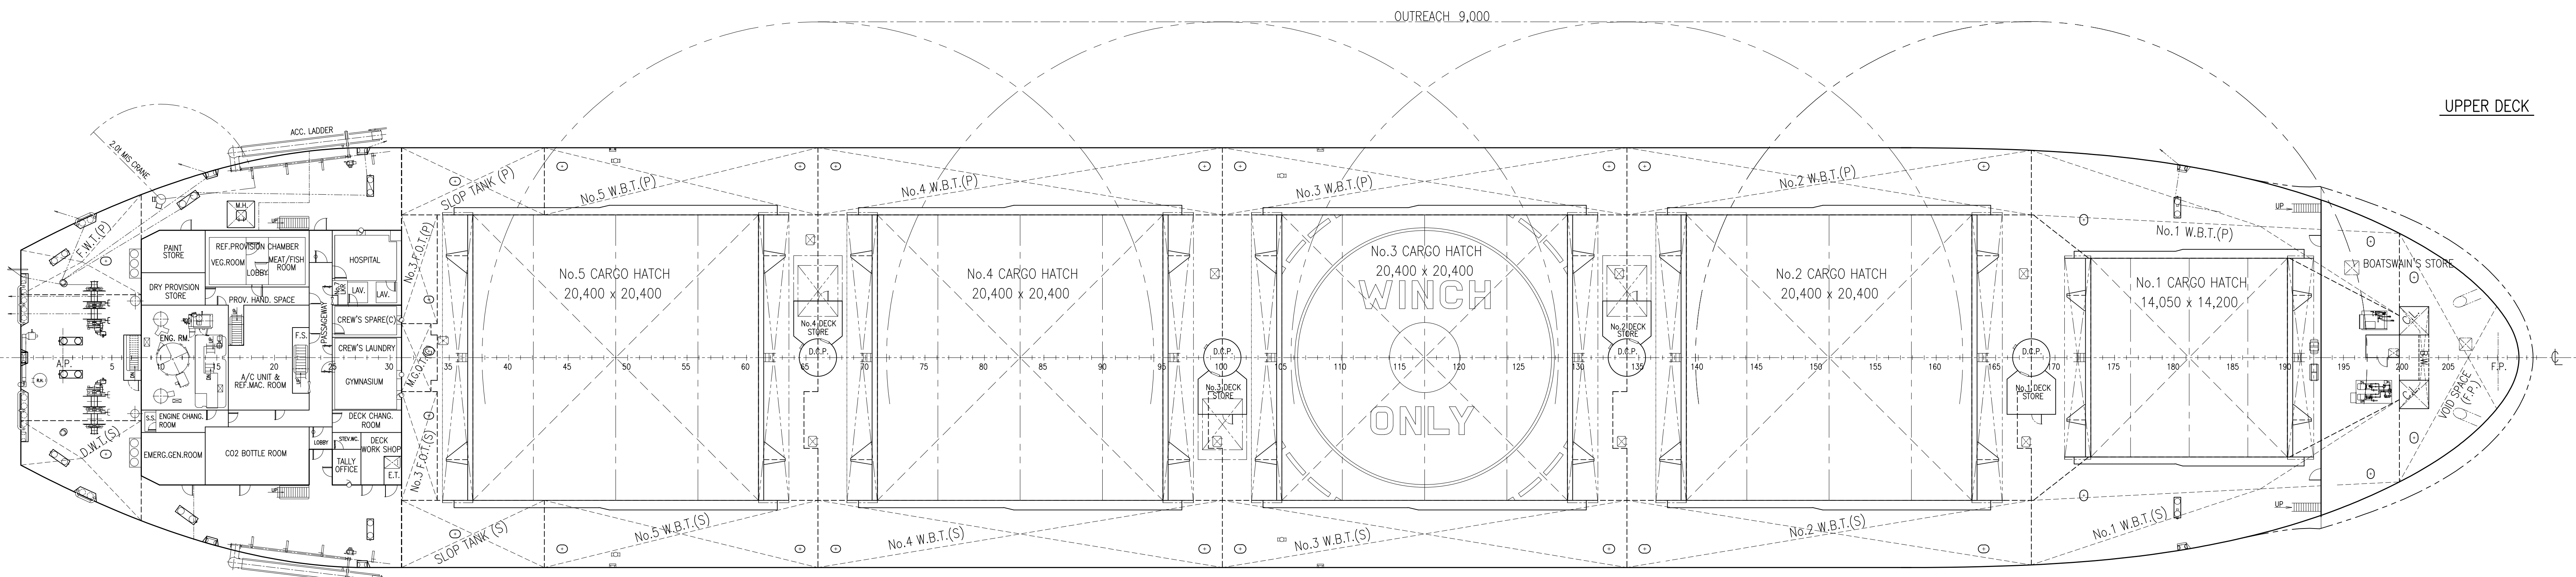 OUTREACH 9,000
UPPER DECK
ACC. LADDER
2.0t MIS CRANE
SLOP TANK (P)
No.5 W.B.T.(P)
No.4 W.B.T.(P)
No.3 W.B.T.(P)
No.2 W.B.T.(P)
No.1 W.B.T.(P)
F.W.T.(P)
M.H.
UP
UP
PAINT
STORE
REF.PROVISION CHAMBER
VEG.ROOM
LOBBY
MEAT/FISH
ROOM
HOSPITAL
LAV.
LAV.
LKR
DRY PROVISION
STORE
PROV. HAND. SPACE
PASSAGEWAY
CREW'S SPARE(C)
No.3 F.O.T.(P)
No.5 CARGO HATCH
20,400 x 20,400
No.4 CARGO HATCH
20,400 x 20,400
No.3 CARGO HATCH
20,400 x 20,400
WINCH
ONLY
No.2 CARGO HATCH
20,400 x 20,400
No.1 CARGO HATCH
14,050 x 14,200
BOATSWAIN'S STORE
No.4 DECK
STORE
D.C.P.
D.C.P.
No.3 DECK
STORE
No.2 DECK
STORE
D.C.P.
D.C.P.
No.1 DECK
STORE
ENG. RM.
F.S.
CREW'S LAUNDRY
M.G.O.T.(C)
A/C UNIT &
REF.MAC. ROOM
GYMNASIUM
A.P. 5 10 15 20 25 30 35 40 45 50 55 60 65 70 75 80 85 90 95 100 105 110 115 120 125 130 135 140 145 150 155 160 165 170 175 180 185 190 195 200 205 F.P.
C.L.
C.L.
VOID SPACE
(F.P.)
S.S.
ENGINE CHANG.
ROOM
DECK CHANG.
ROOM
D.W.T.(S)
EMERG.GEN.ROOM
CO2 BOTTLE ROOM
LOBBY
STEV.WC.
DECK
WORK SHOP
TALLY
OFFICE
E.T.
No.3 F.O.T.(S)
UP
UP
SLOP TANK (S)
No.5 W.B.T.(S)
No.4 W.B.T.(S)
No.3 W.B.T.(S)
No.2 W.B.T.(S)
No.1 W.B.T.(S)